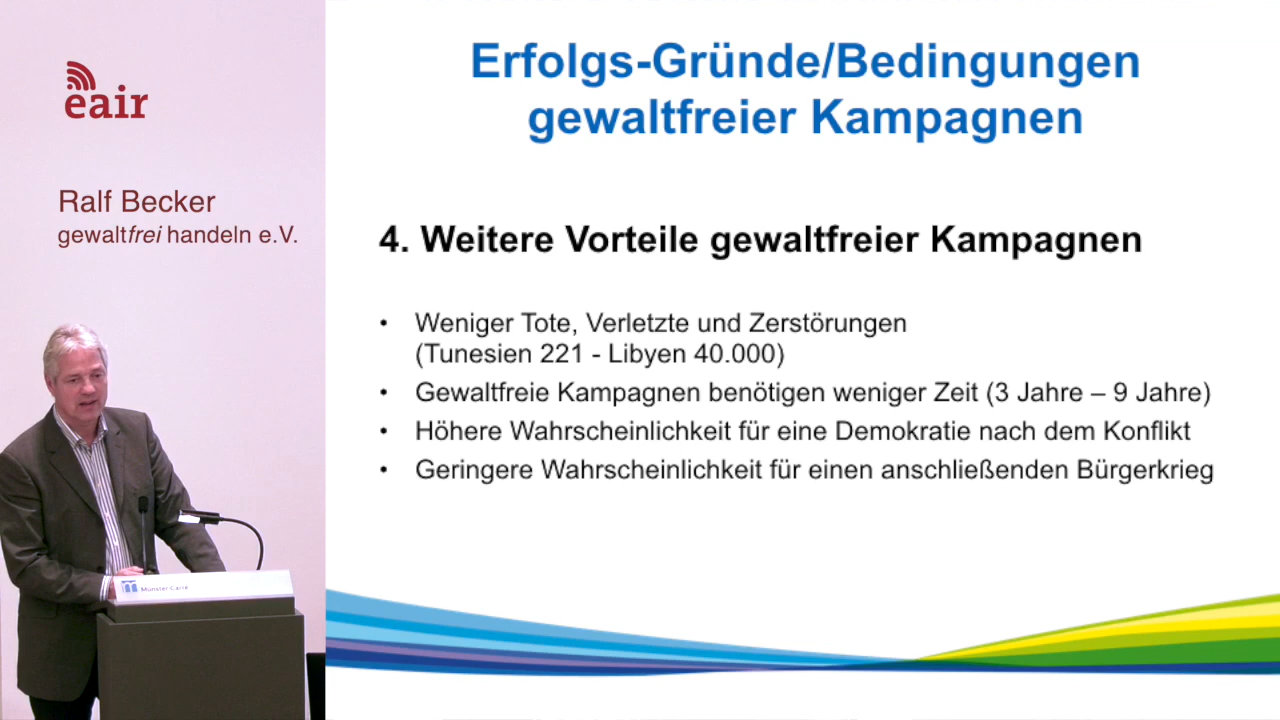 eair
Ralf Becker
gewaltfrei handeln e.V.
Münster Carré
Erfolgs-Gründe/Bedingungen
gewaltfreier Kampagnen
4. Weitere Vorteile gewaltfreier Kampagnen
• Weniger Tote, Verletzte und Zerstörungen
(Tunesien 221 - Libyen 40.000)
• Gewaltfreie Kampagnen benötigen weniger Zeit (3 Jahre – 9 Jahre)
• Höhere Wahrscheinlichkeit für eine Demokratie nach dem Konflikt
• Geringere Wahrscheinlichkeit für einen anschließenden Bürgerkrieg